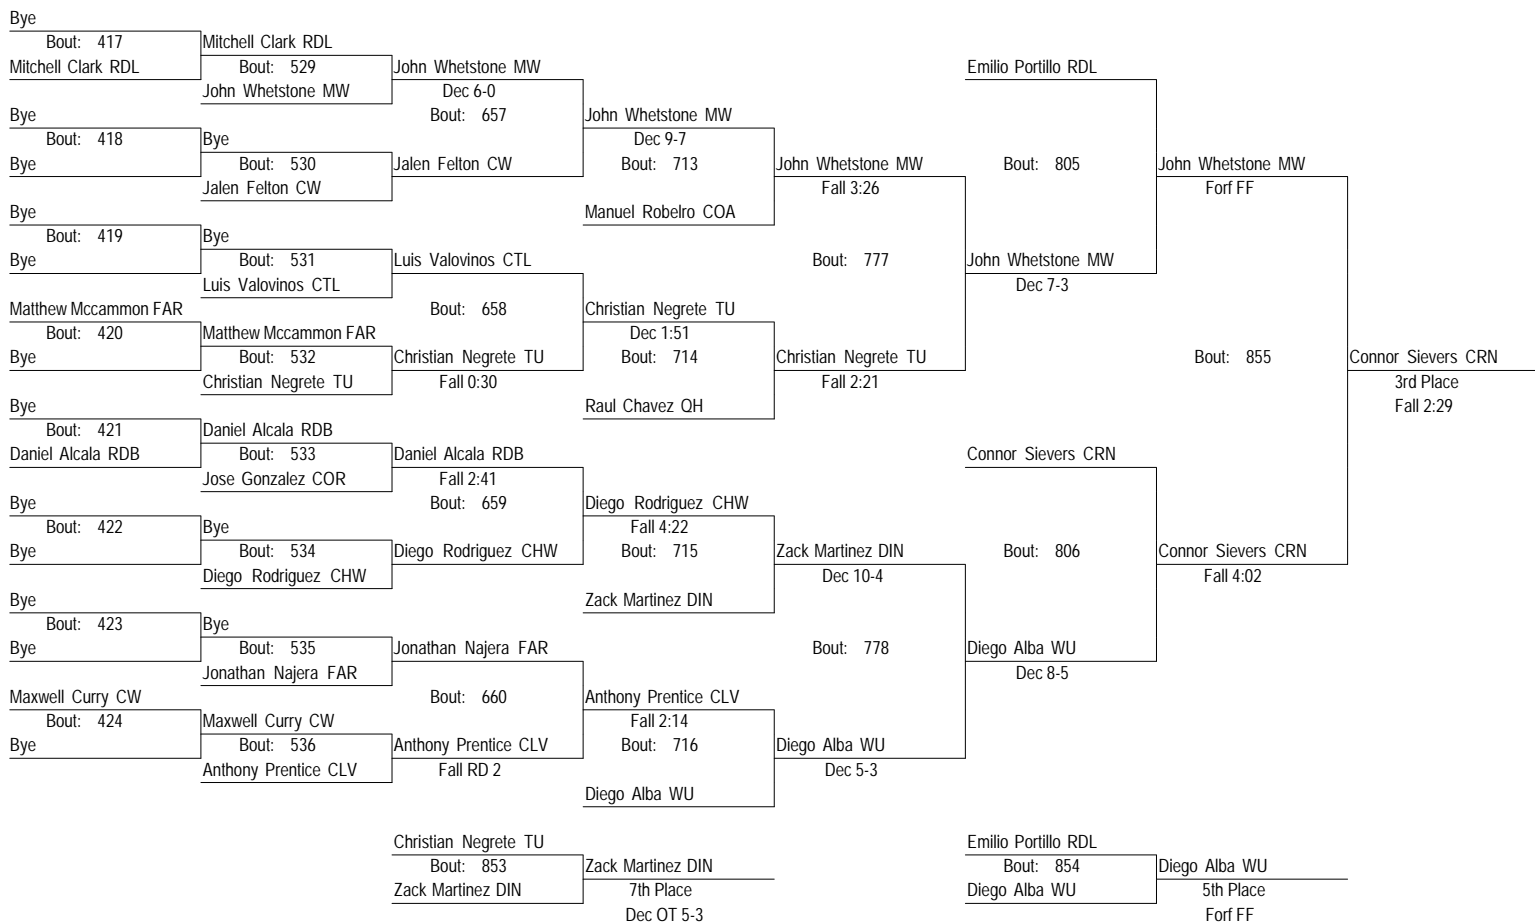 Bye
Bout: 417
Mitchell Clark RDL
Bye
Bout: 418
Bye
Bye
Bout: 419
Bye
Matthew Mccammon FAR
Bout: 420
Bye
Bye
Bout: 421
Daniel Alcala RDB
Bye
Bout: 422
Bye
Bye
Bout: 423
Bye
Maxwell Curry CW
Bout: 424
Bye
Mitchell Clark RDL
Bout: 529
John Whetstone MW
Bye
Bout: 530
Jalen Felton CW
Bye
Bout: 531
Luis Valovinos CTL
Matthew Mccammon FAR
Bout: 532
Christian Negrete TU
Daniel Alcala RDB
Bout: 533
Jose Gonzalez COR
Bye
Bout: 534
Diego Rodriguez CHW
Bye
Bout: 535
Jonathan Najera FAR
Maxwell Curry CW
Bout: 536
Anthony Prentice CLV
John Whetstone MW
Dec 6-0
Bout: 657
Jalen Felton CW
Luis Valovinos CTL
Bout: 658
Christian Negrete TU
Fall 0:30
Daniel Alcala RDB
Fall 2:41
Bout: 659
Diego Rodriguez CHW
Jonathan Najera FAR
Bout: 660
Anthony Prentice CLV
Fall RD 2
John Whetstone MW
Dec 9-7
Bout: 713
Manuel Robelro COA
Christian Negrete TU
Dec 1:51
Bout: 714
Raul Chavez QH
Diego Rodriguez CHW
Fall 4:22
Bout: 715
Zack Martinez DIN
Anthony Prentice CLV
Fall 2:14
Bout: 716
Diego Alba WU
John Whetstone MW
Fall 3:26
Bout: 777
Christian Negrete TU
Fall 2:21
Zack Martinez DIN
Dec 10-4
Bout: 778
Diego Alba WU
Dec 5-3
Emilio Portillo RDL
Bout: 805
John Whetstone MW
Dec 7-3
Connor Sievers CRN
Bout: 806
Diego Alba WU
Dec 8-5
John Whetstone MW
Forf FF
Bout: 855
Connor Sievers CRN
Fall 4:02
Connor Sievers CRN
3rd Place
Fall 2:29
Christian Negrete TU
Bout: 853
Zack Martinez DIN
Zack Martinez DIN
7th Place
Dec OT 5-3
Emilio Portillo RDL
Bout: 854
Diego Alba WU
Diego Alba WU
5th Place
Forf FF